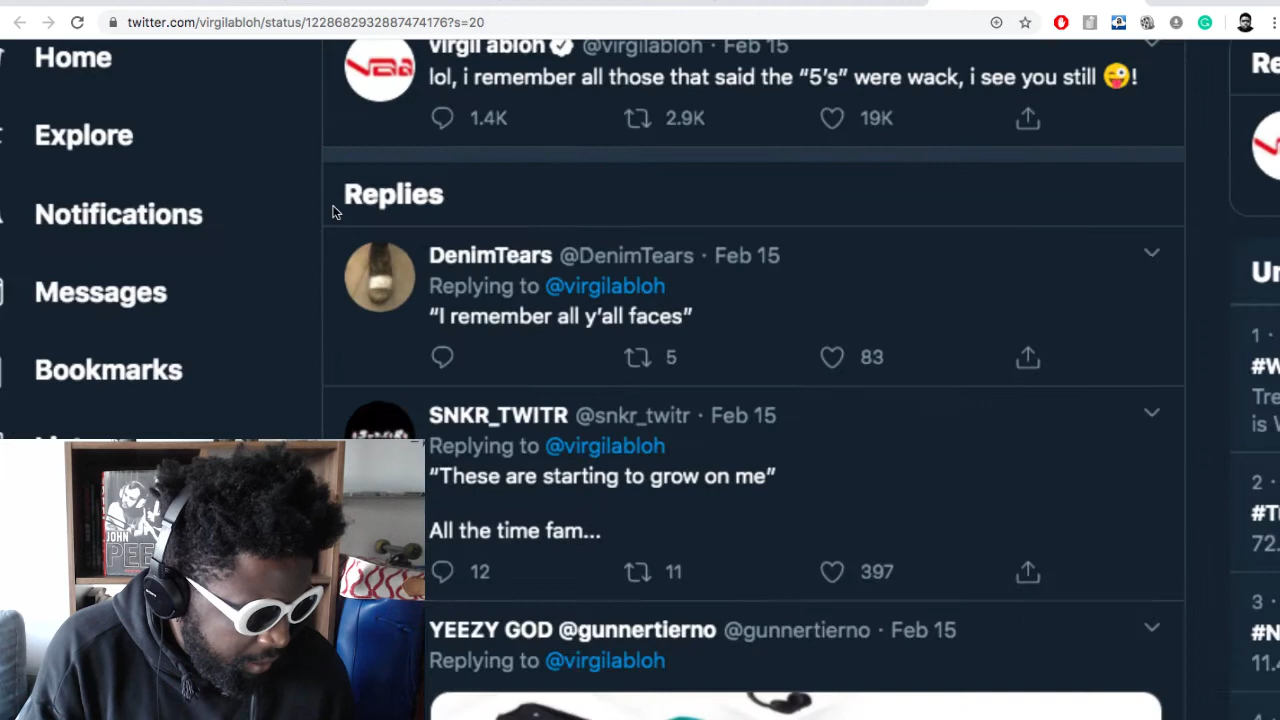 twitter.com/virgilabloh/status/1228682932887474176?s=20
Home
Explore
Notifications
Messages
Bookmarks
virgil abloh @virgilabloh · Feb 15
lol, i remember all those that said the “5’s” were wack, i see you still 😜!
1.4K 2.9K 19K
Replies
DenimTears @DenimTears · Feb 15
Replying to @virgilabloh
“I remember all y’all faces”
5 83
SNKR_TWITR @snkr_twitr · Feb 15
Replying to @virgilabloh
“These are starting to grow on me”
All the time fam...
12 11 397
YEEZY GOD @gunnertierno @gunnertierno · Feb 15
Replying to @virgilabloh
Re
Un
1 ·
#W
Tre
is V
2 ·
#T
72.
3 ·
#N
11.4
JOHN
PEE